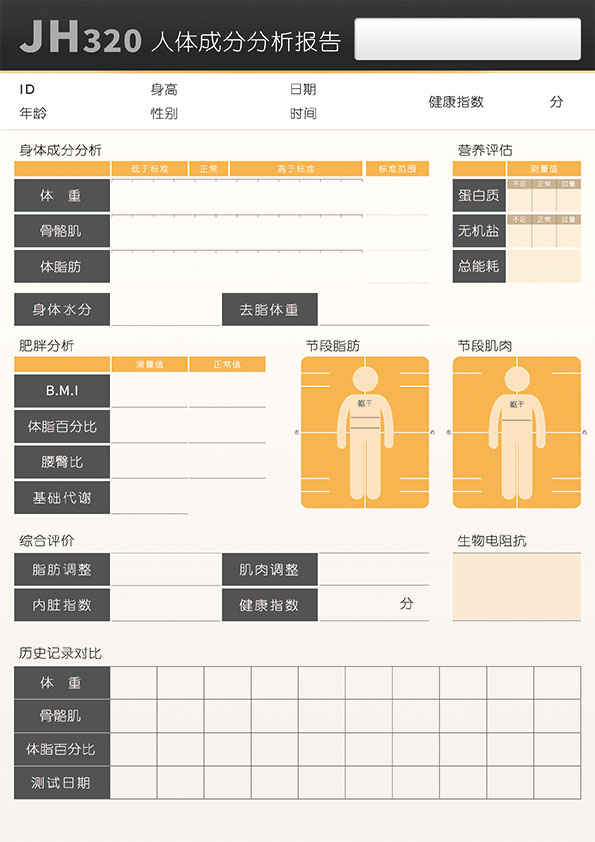 JH320 人体成分分析报告
ID 身高 日期
健康指数 分
年龄 性别 时间
身体成分分析 营养评估
低于标准 正常 高于标准 标准范围 测量值
体 重 蛋白质 不足 正常 过量
骨骼肌 无机盐 不足 正常 过量
体脂肪 总能耗
身体水分 去脂体重
肥胖分析 节段脂肪 节段肌肉
测量值 正常值
B.M.I 躯干 躯干
体脂百分比 左 右 左 右
腰臀比
基础代谢
综合评价 生物电阻抗
脂肪调整 肌肉调整
内脏指数 健康指数 分
历史记录对比
体 重
骨骼肌
体脂百分比
测试日期